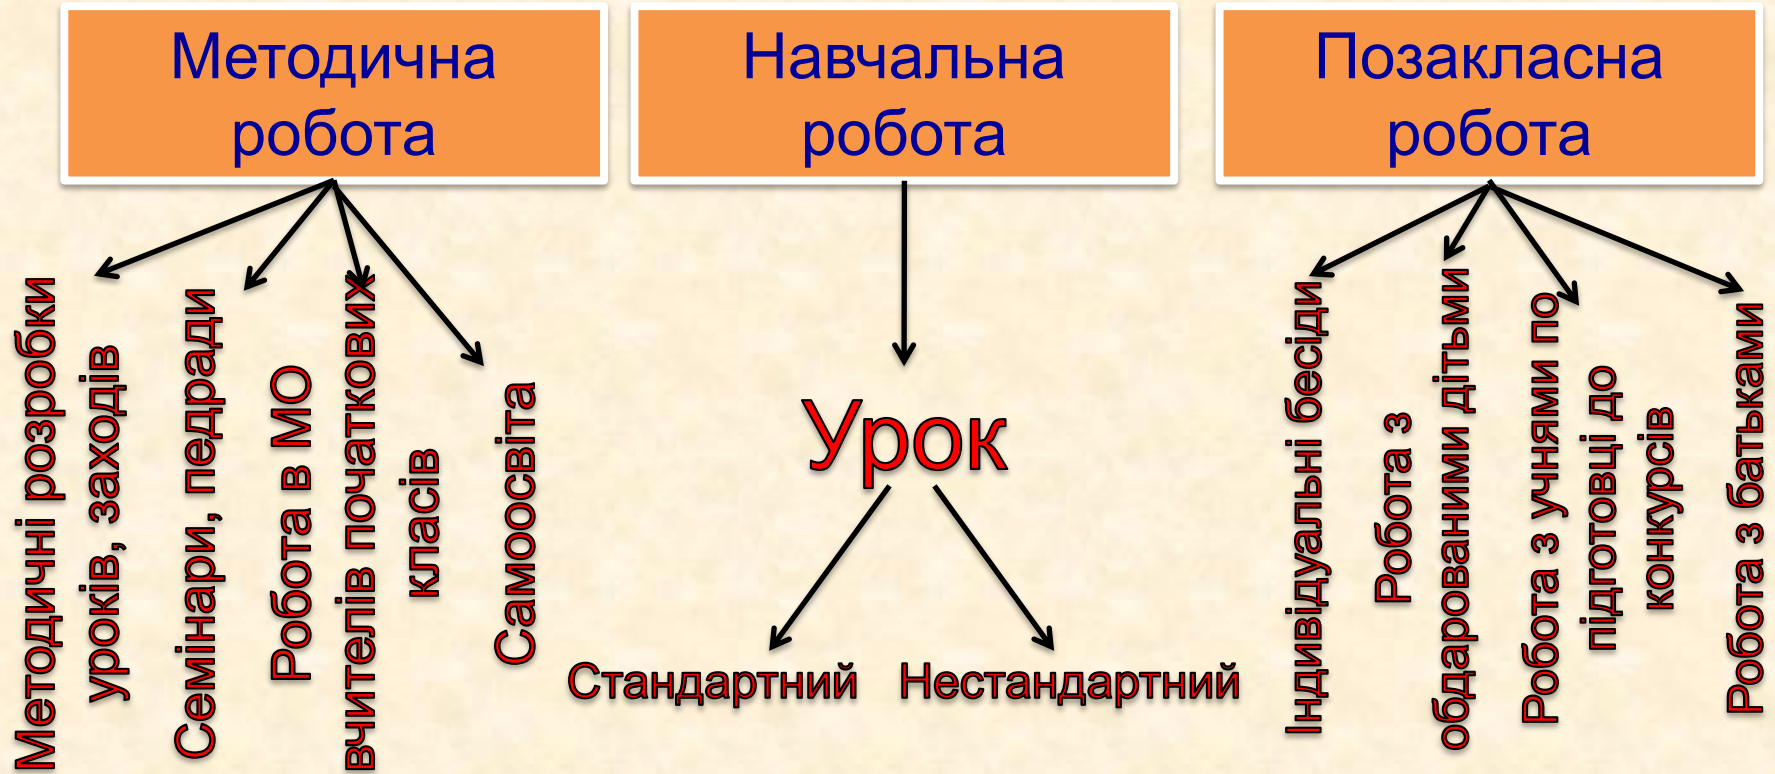 Методична
робота
Навчальна
робота
Позакласна
робота
Методичні розробки
уроків, заходів
Семінари, педради
Робота в МО
вчителів початкових
класів
Самоосвіта
Урок
Стандартний
Нестандартний
Індивідуальні бесіди
Робота з
обдарованими дітьми
Робота з учнями по
підготовці до
конкурсів
Робота з батьками